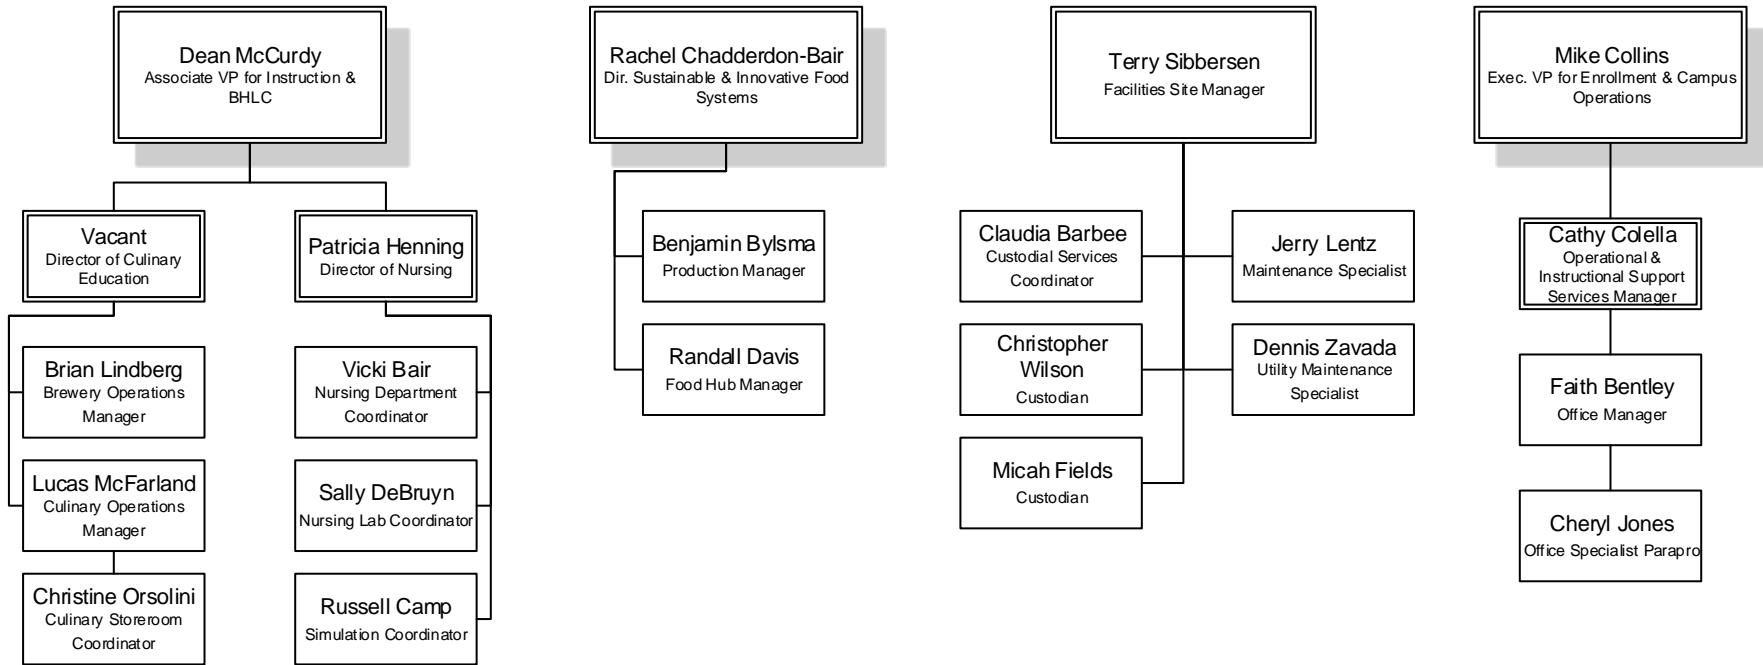 Dean McCurdy
Associate VP for Instruction &
BHLC
Rachel Chadderdon-Bair
Dir. Sustainable & Innovative Food
Systems
Terry Sibbersen
Facilities Site Manager
Mike Collins
Exec. VP for Enrollment & Campus
Operations
Vacant
Director of Culinary
Education
Patricia Henning
Director of Nursing
Benjamin Bylsma
Production Manager
Claudia Barbee
Custodial Services
Coordinator
Jerry Lentz
Maintenance Specialist
Cathy Colella
Operational &
Instructional Support
Services Manager
Brian Lindberg
Brewery Operations
Manager
Vicki Bair
Nursing Department
Coordinator
Randall Davis
Food Hub Manager
Christopher
Wilson
Custodian
Dennis Zavada
Utility Maintenance
Specialist
Faith Bentley
Office Manager
Lucas McFarland
Culinary Operations
Manager
Sally DeBruyn
Nursing Lab Coordinator
Micah Fields
Custodian
Cheryl Jones
Office Specialist Parapro
Christine Orsolini
Culinary Storeroom
Coordinator
Russell Camp
Simulation Coordinator